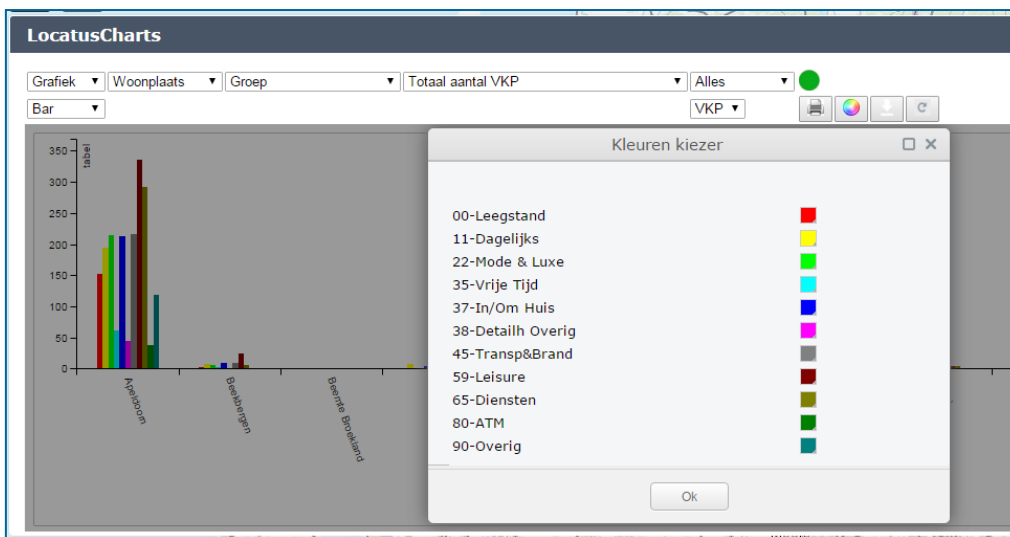 LocatusCharts
Grafiek Woonplaats Groep Totaal aantal VKP Alles
Bar VKP
Kleuren kiezer
350
tabel
300
250
200
150
100
50
0
Apeldoorn
Beekbergen
Beemte Broekland
00-Leegstand
11-Dagelijks
22-Mode & Luxe
35-Vrije Tijd
37-In/Om Huis
38-Detailh Overig
45-Transp&Brand
59-Leisure
65-Diensten
80-ATM
90-Overig
Ok